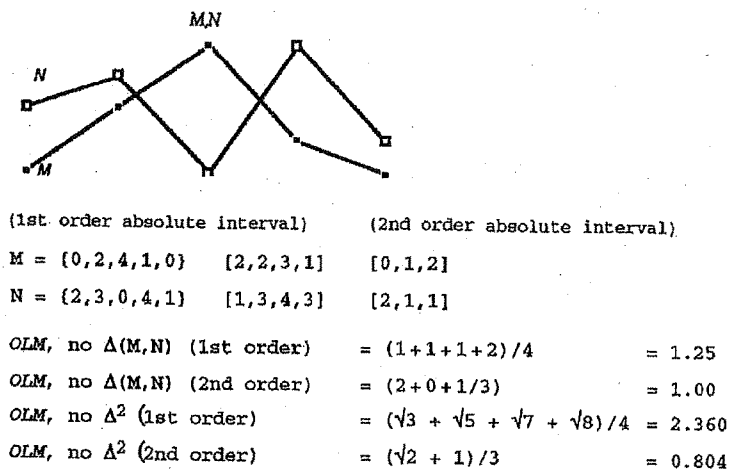 M,N
N
M
(1st order absolute interval) (2nd order absolute interval)
M = {0,2,4,1,0} [2,2,3,1] [0,1,2]
N = {2,3,0,4,1} [1,3,4,3] [2,1,1]
OLM, no Δ(M,N) (1st order) = (1+1+1+2)/4 = 1.25
OLM, no Δ(M,N) (2nd order) = (2+0+1/3) = 1.00
OLM, no Δ² (1st order) = (√3 + √5 + √7 + √8)/4 = 2.360
OLM, no Δ² (2nd order) = (√2 + 1)/3 = 0.804